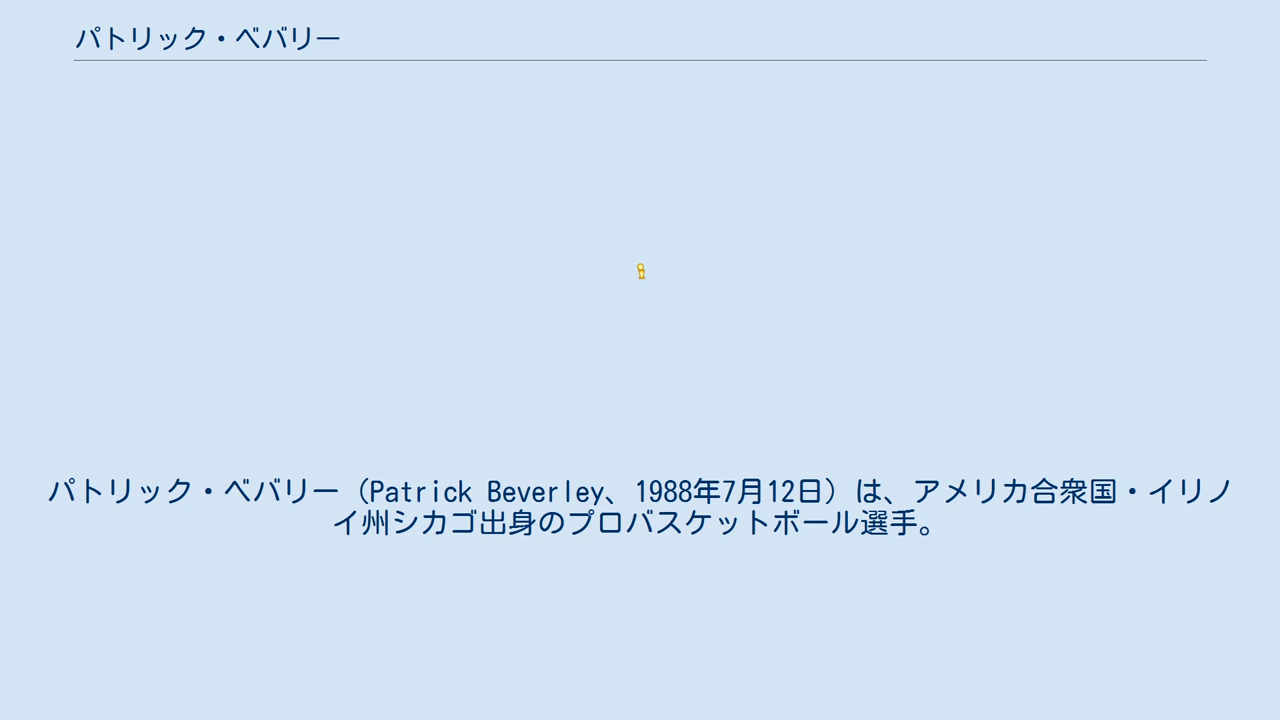 パトリック・ベバリー
パトリック・ベバリー（Patrick Beverley、1988年7月12日）は、アメリカ合衆国・イリノ
イ州シカゴ出身のプロバスケットボール選手。